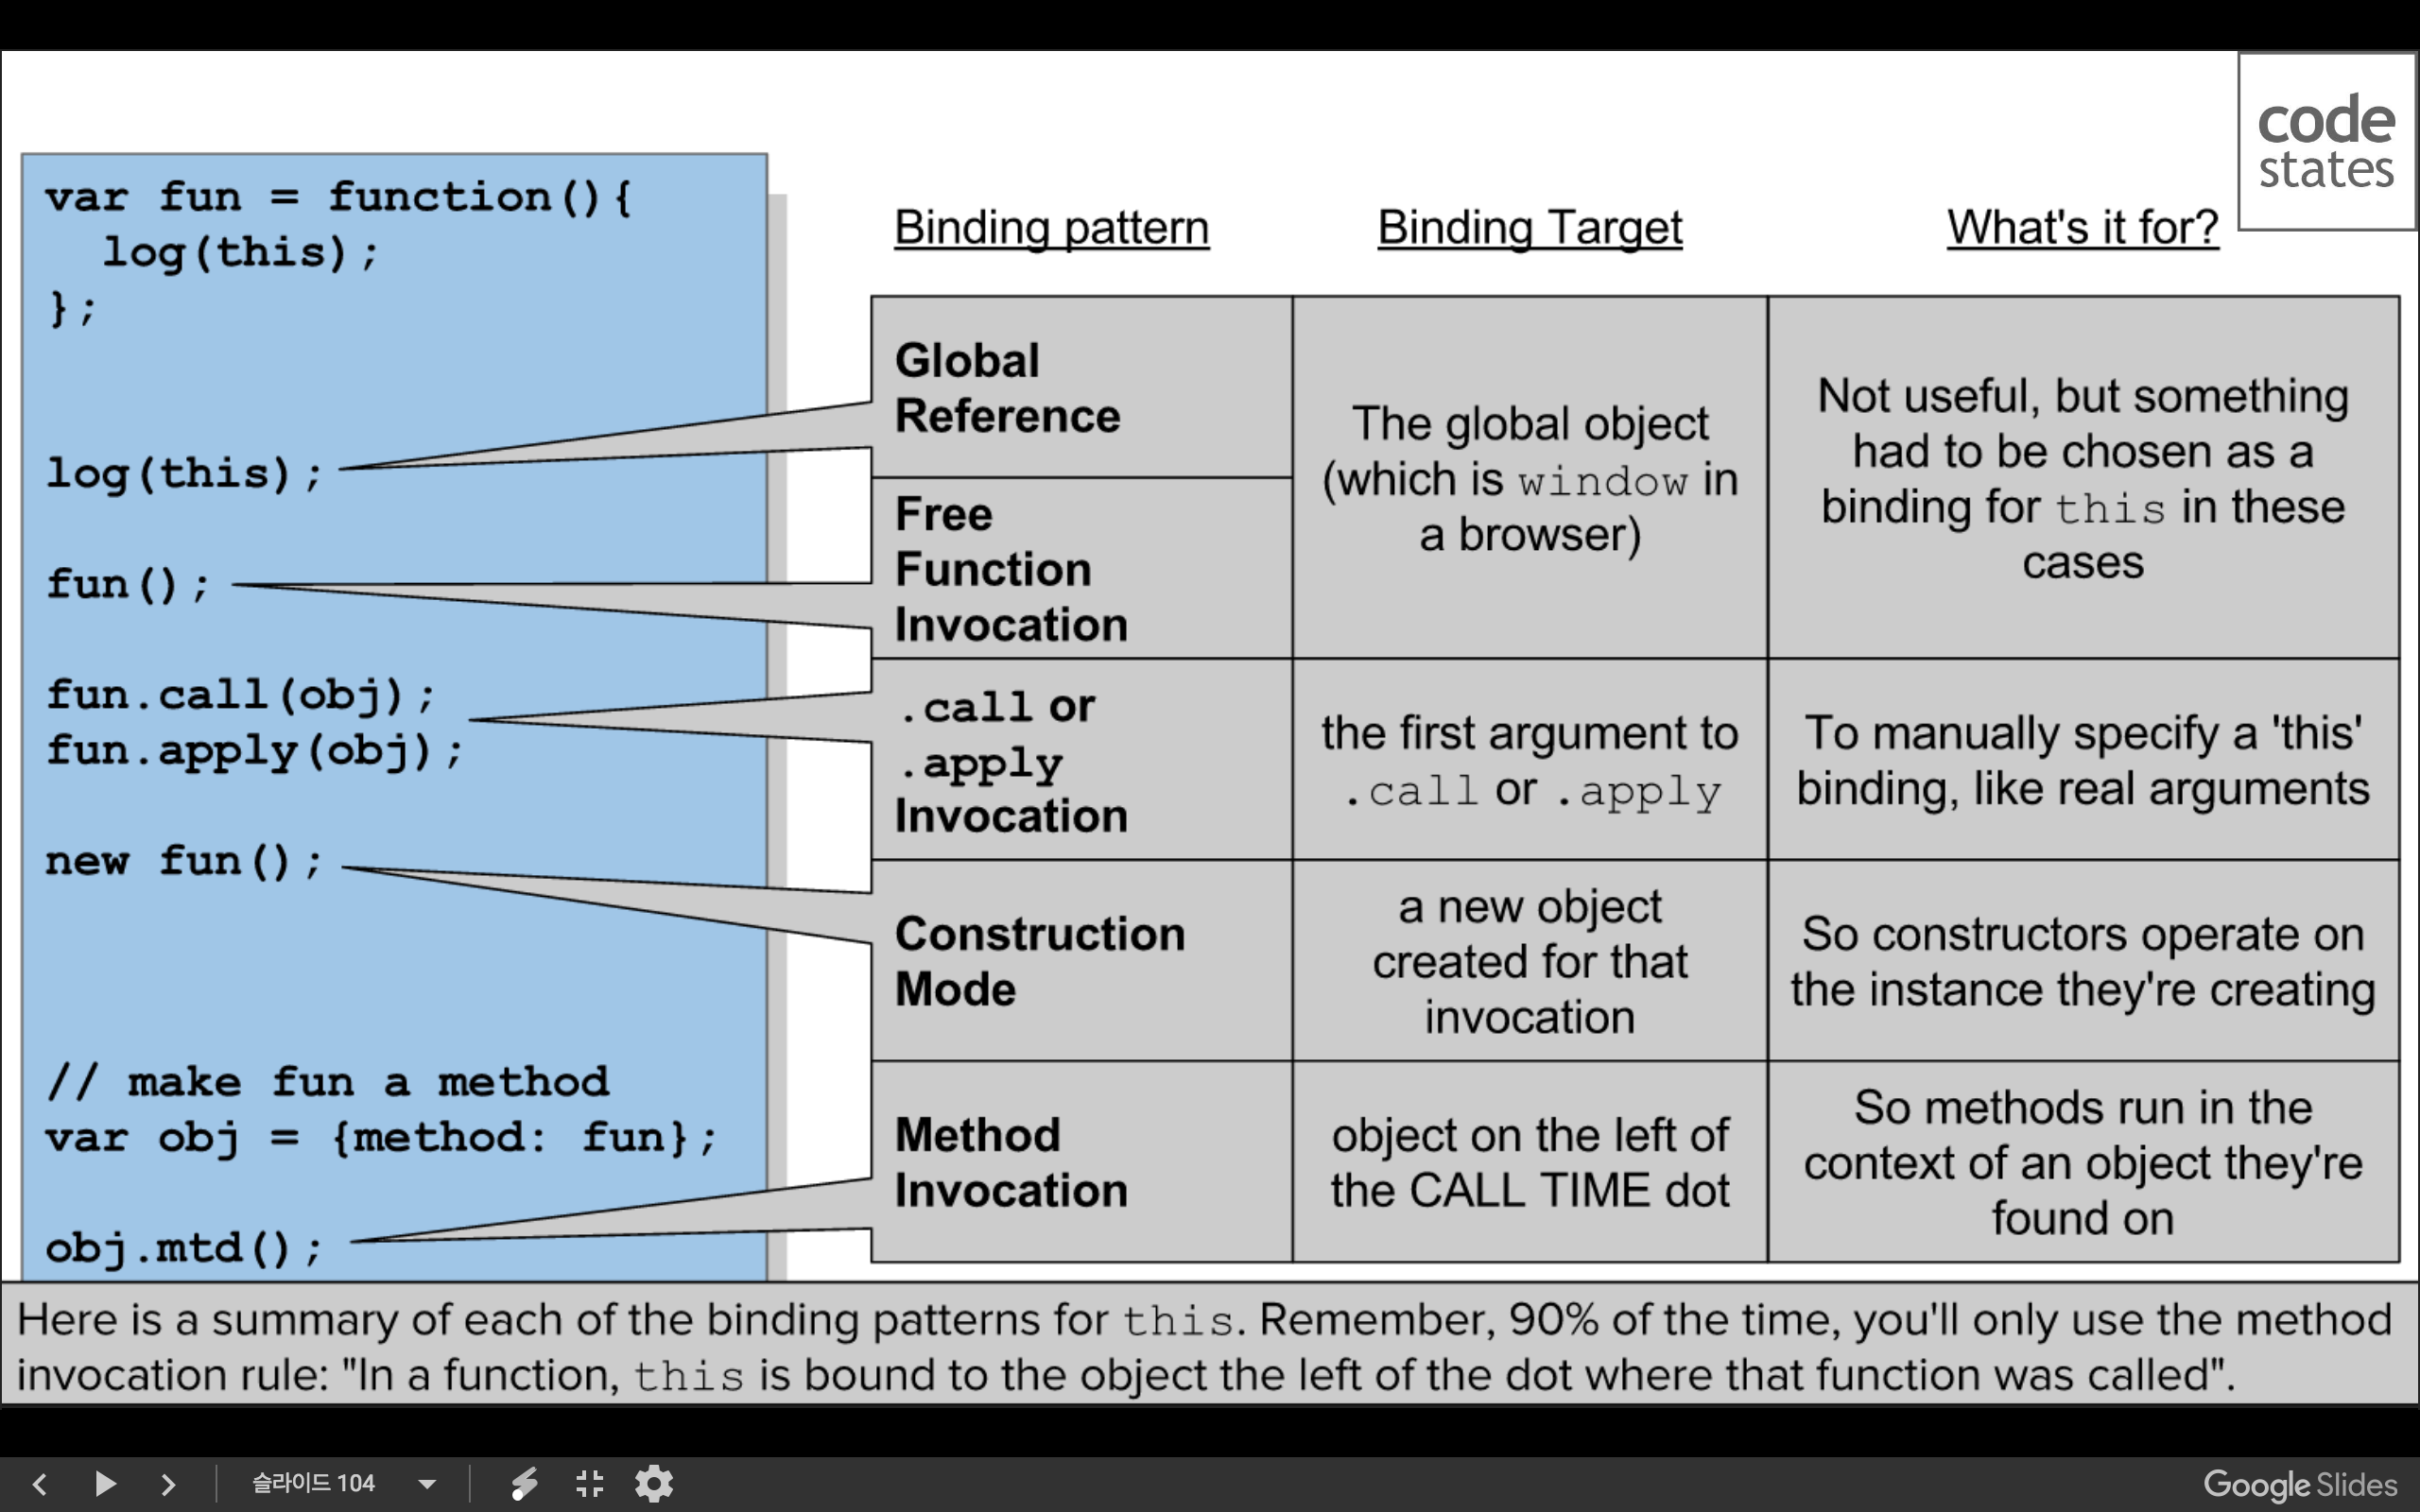 code
states
var fun = function(){
  log(this);
};
log(this);
fun();
fun.call(obj);
fun.apply(obj);
new fun();
// make fun a method
var obj = {method: fun};
obj.mtd();
Binding pattern
Binding Target
What's it for?
Global
Reference
Free
Function
Invocation
The global object
(which is window in
a browser)
Not useful, but something
had to be chosen as a
binding for this in these
cases
.call or
.apply
Invocation
the first argument to
.call or .apply
To manually specify a 'this'
binding, like real arguments
Construction
Mode
a new object
created for that
invocation
So constructors operate on
the instance they're creating
Method
Invocation
object on the left of
the CALL TIME dot
So methods run in the
context of an object they're
found on
Here is a summary of each of the binding patterns for this. Remember, 90% of the time, you'll only use the method
invocation rule: "In a function, this is bound to the object the left of the dot where that function was called".
슬라이드 104
Google Slides